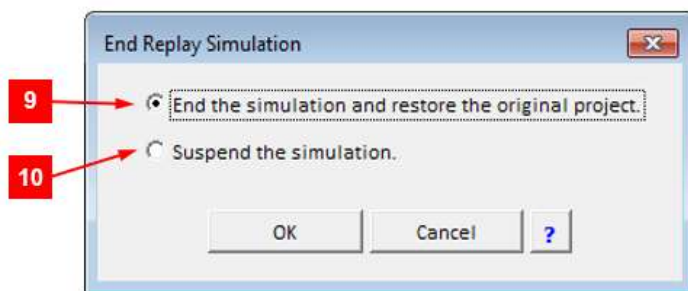 End Replay Simulation
9
End the simulation and restore the original project.
10
Suspend the simulation.
OK
Cancel
?